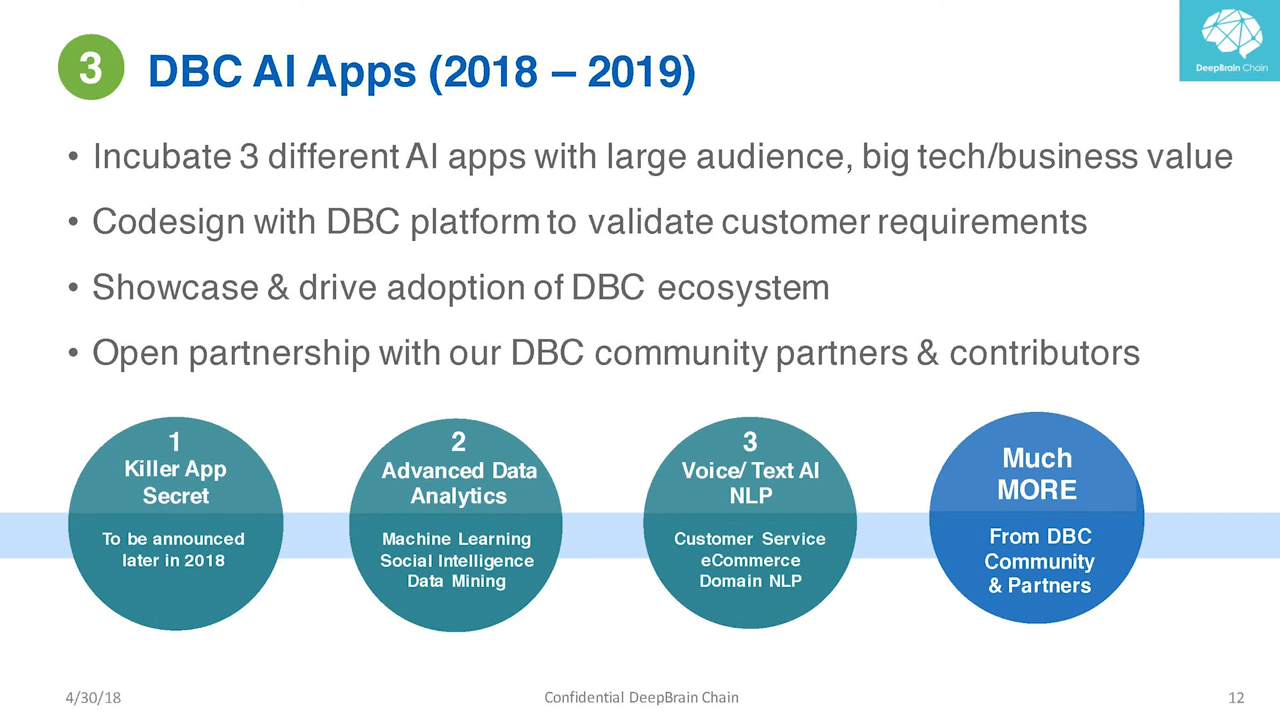 3
DBC AI Apps (2018 – 2019)
DeepBrain Chain
• Incubate 3 different AI apps with large audience, big tech/business value
• Codesign with DBC platform to validate customer requirements
• Showcase & drive adoption of DBC ecosystem
• Open partnership with our DBC community partners & contributors
1
Killer App
Secret
To be announced
later in 2018
2
Advanced Data
Analytics
Machine Learning
Social Intelligence
Data Mining
3
Voice/ Text AI
NLP
Customer Service
eCommerce
Domain NLP
Much
MORE
From DBC
Community
& Partners
4/30/18
Confidential DeepBrain Chain
12